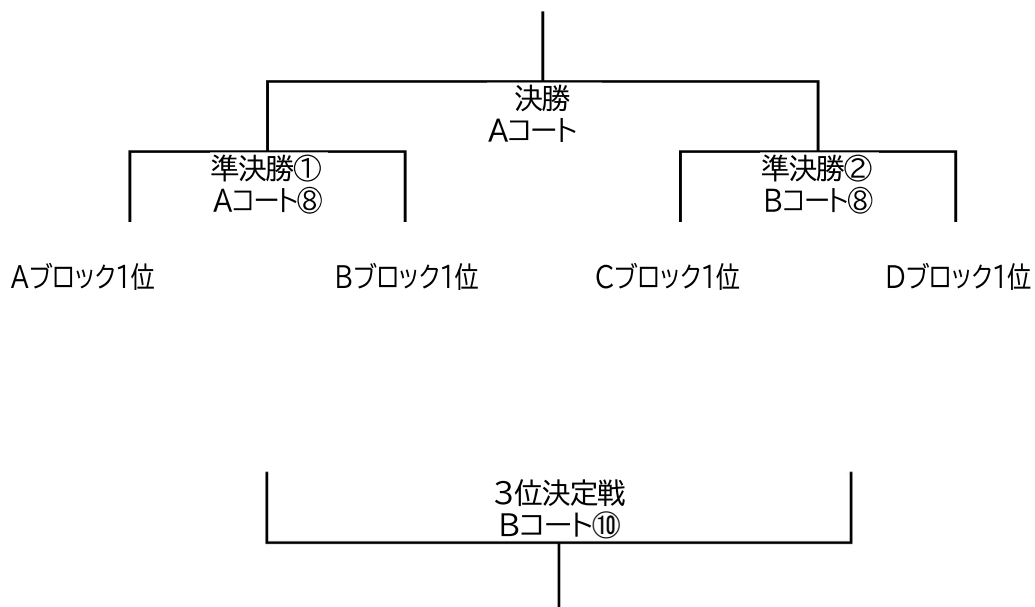 決勝
Aコート
準決勝①
Aコート⑧
準決勝②
Bコート⑧
Aブロック1位
Bブロック1位
Cブロック1位
Dブロック1位
3位決定戦
Bコート⑩